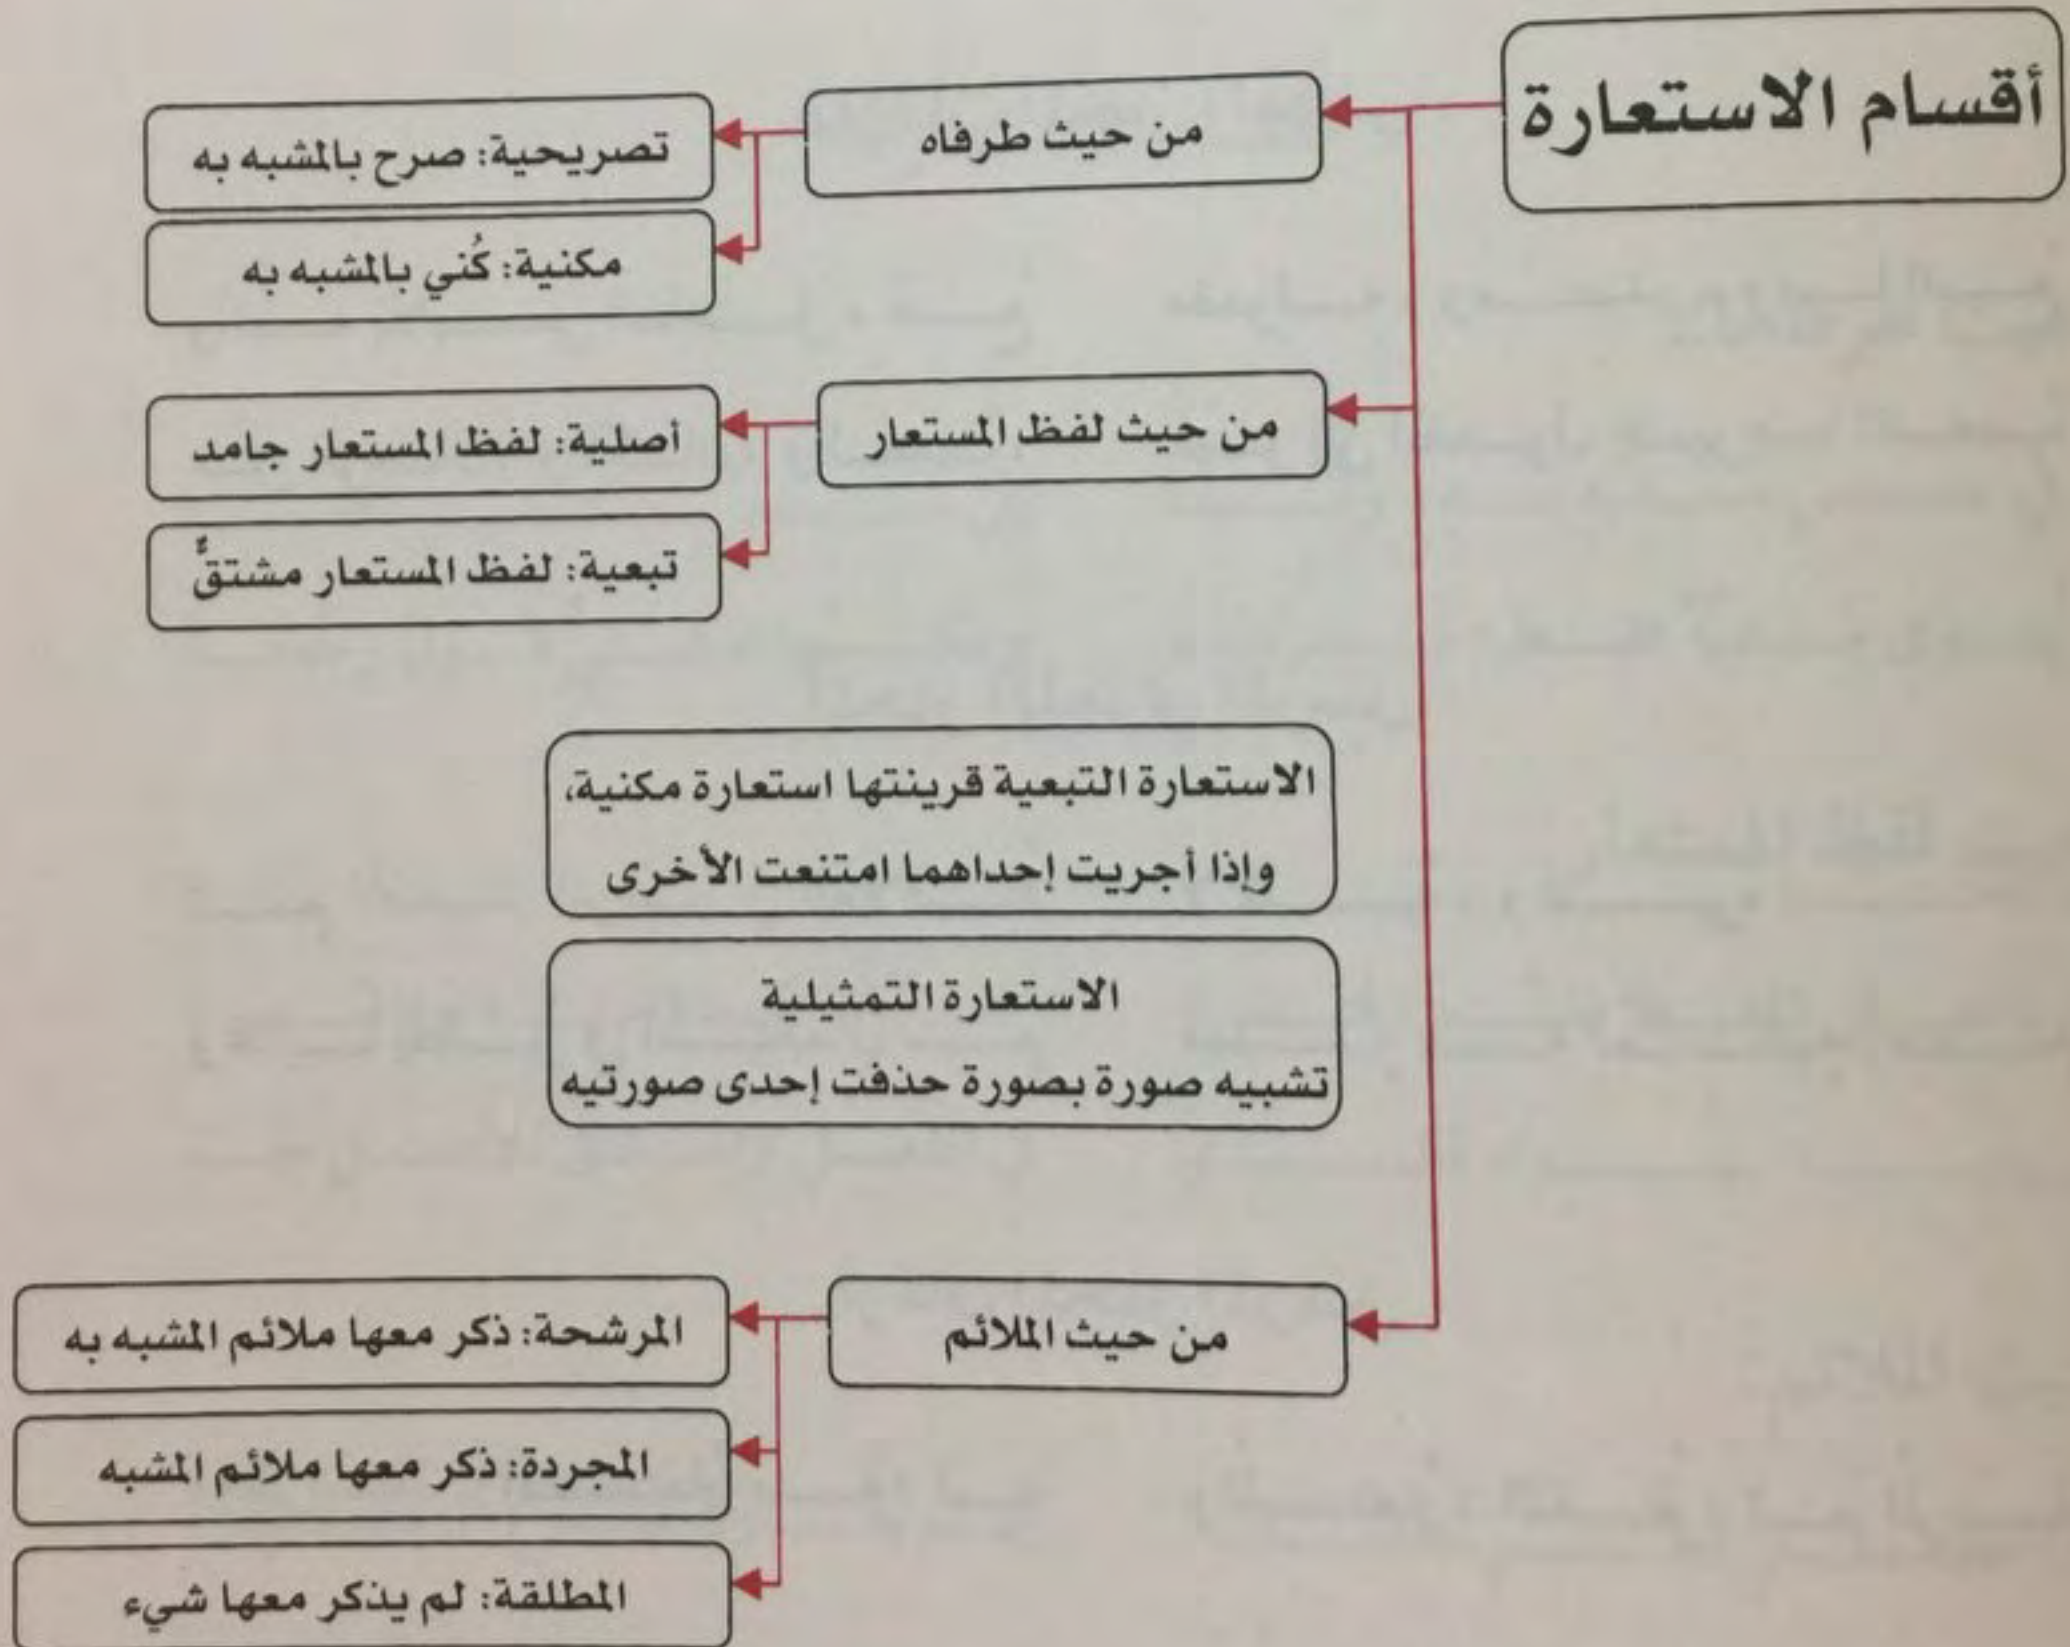 أقسام الاستعارة
من حيث طرفاه
تصريحية: صرح بالمشبه به
مكنية: كُني بالمشبه به
من حيث لفظ المستعار
أصلية: لفظ المستعار جامد
تبعية: لفظ المستعار مشتقٌّ
الاستعارة التبعية قرينتها استعارة مكنية،
وإذا أجريت إحداهما امتنعت الأخرى
الاستعارة التمثيلية
تشبيه صورة بصورة حذفت إحدى صورتيه
من حيث الملائم
المرشحة: ذكر معها ملائم المشبه به
المجردة: ذكر معها ملائم المشبه
المطلقة: لم يذكر معها شيء